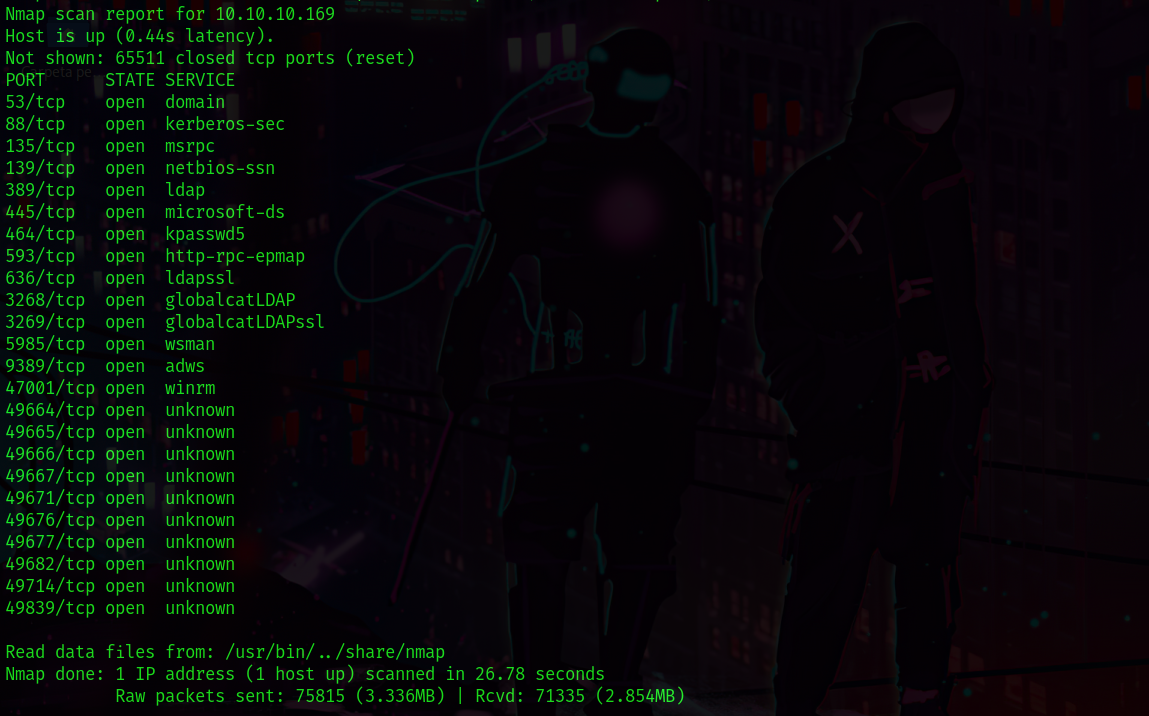 Nmap scan report for 10.10.10.169
Host is up (0.44s latency).
Not shown: 65511 closed tcp ports (reset)
PORT      STATE SERVICE
53/tcp    open  domain
88/tcp    open  kerberos-sec
135/tcp   open  msrpc
139/tcp   open  netbios-ssn
389/tcp   open  ldap
445/tcp   open  microsoft-ds
464/tcp   open  kpasswd5
593/tcp   open  http-rpc-epmap
636/tcp   open  ldapssl
3268/tcp  open  globalcatLDAP
3269/tcp  open  globalcatLDAPssl
5985/tcp  open  wsman
9389/tcp  open  adws
47001/tcp open  winrm
49664/tcp open  unknown
49665/tcp open  unknown
49666/tcp open  unknown
49667/tcp open  unknown
49671/tcp open  unknown
49676/tcp open  unknown
49677/tcp open  unknown
49682/tcp open  unknown
49714/tcp open  unknown
49839/tcp open  unknown

Read data files from: /usr/bin/../share/nmap
Nmap done: 1 IP address (1 host up) scanned in 26.78 seconds
           Raw packets sent: 75815 (3.336MB) | Rcvd: 71335 (2.854MB)